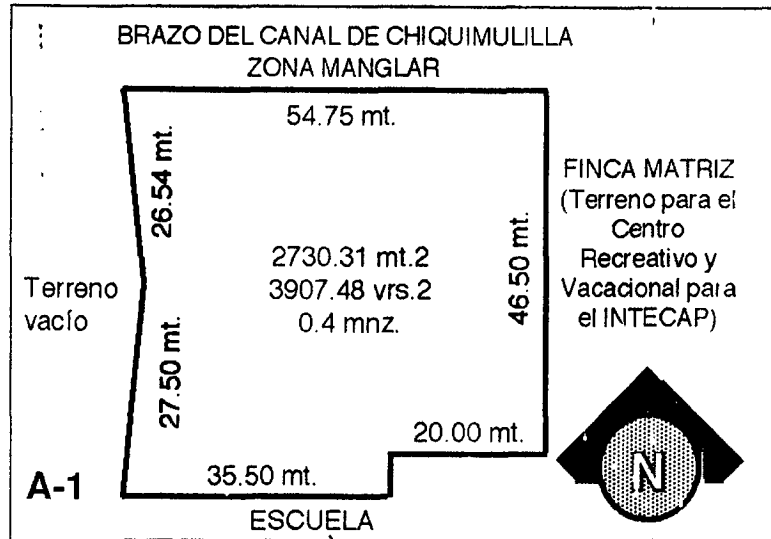 BRAZO DEL CANAL DE CHIQUIMULILLA
ZONA MANGLAR
54.75 mt.
26.54 mt.
FINCA MATRIZ
(Terreno para el
Centro
Recreativo y
Vacacional para
el INTECAP)
2730.31 mt.2
3907.48 vrs.2
0.4 mnz.
46.50 mt.
Terreno
vacío
27.50 mt.
20.00 mt.
35.50 mt.
A-1
N
ESCUELA